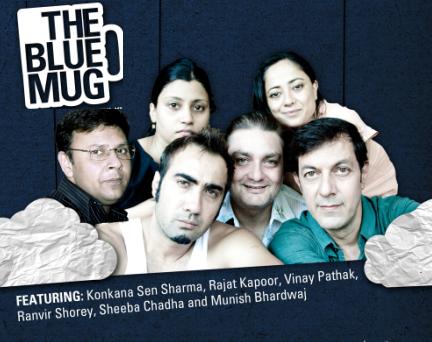 THE
BLUE
MUG
FEATURING: Konkana Sen Sharma, Rajat Kapoor, Vinay Pathak,
Ranvir Shorey, Sheeba Chadha and Munish Bhardwaj